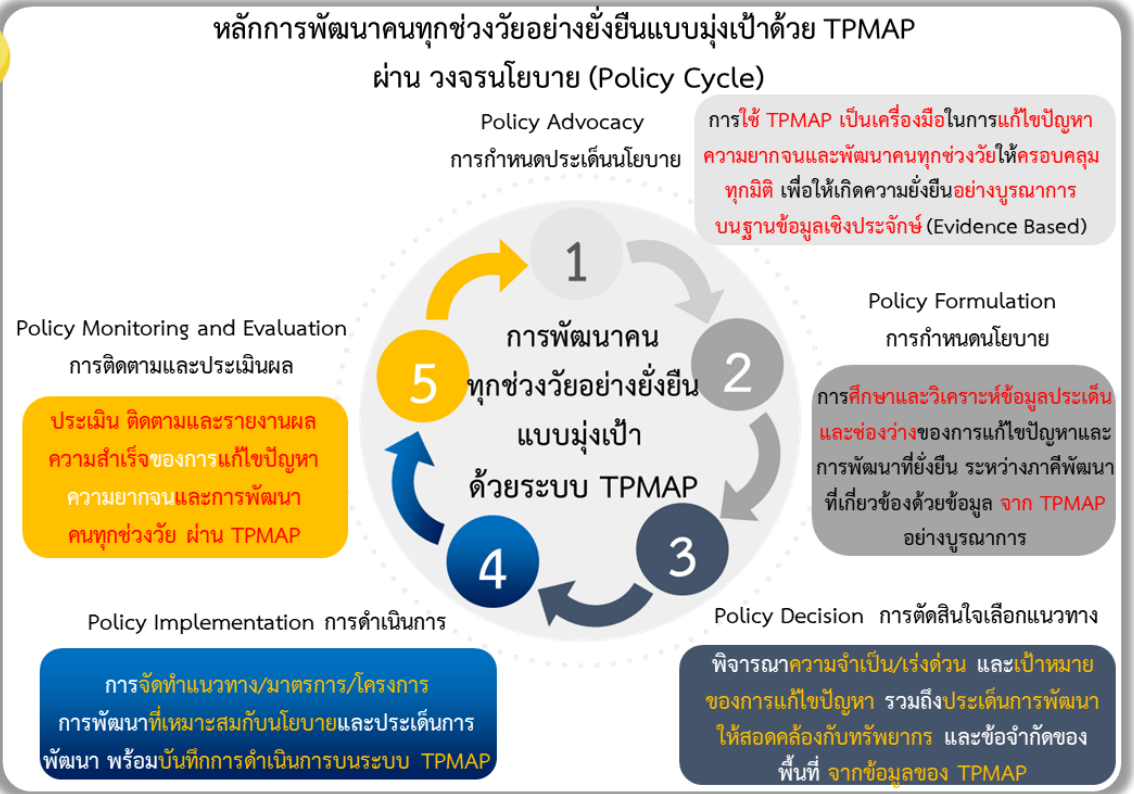 หลักการพัฒนาคนทุกช่วงวัยอย่างยั่งยืนแบบมุ่งเป้าด้วย TPMAP
ผ่าน วงจรนโยบาย (Policy Cycle)
Policy Advocacy
การกำหนดประเด็นนโยบาย
การใช้ TPMAP เป็นเครื่องมือในการแก้ไขปัญหา
ความยากจนและพัฒนาคนทุกช่วงวัยให้ครอบคลุม
ทุกมิติ เพื่อให้เกิดความยั่งยืนอย่างบูรณาการ
บนฐานข้อมูลเชิงประจักษ์ (Evidence Based)
1
Policy Formulation
การกำหนดนโยบาย
2
การศึกษาและวิเคราะห์ข้อมูลประเด็น
และช่องว่างของการแก้ไขปัญหาและ
การพัฒนาที่ยั่งยืน ระหว่างภาคีพัฒนา
ที่เกี่ยวข้องด้วยข้อมูล จาก TPMAP
อย่างบูรณาการ
การพัฒนาคน
ทุกช่วงวัยอย่างยั่งยืน
แบบมุ่งเป้า
ด้วยระบบ TPMAP
3
Policy Decision การตัดสินใจเลือกแนวทาง
พิจารณาความจำเป็น/เร่งด่วน และเป้าหมาย
ของการแก้ไขปัญหา รวมถึงประเด็นการพัฒนา
ให้สอดคล้องกับทรัพยากร และข้อจำกัดของ
พื้นที่ จากข้อมูลของ TPMAP
4
Policy Implementation การดำเนินการ
การจัดทำแนวทาง/มาตรการ/โครงการ
การพัฒนาที่เหมาะสมกับนโยบายและประเด็นการ
พัฒนา พร้อมบันทึกการดำเนินการบนระบบ TPMAP
5
Policy Monitoring and Evaluation
การติดตามและประเมินผล
ประเมิน ติดตามและรายงานผล
ความสำเร็จของการแก้ไขปัญหา
ความยากจนและการพัฒนา
คนทุกช่วงวัย ผ่าน TPMAP